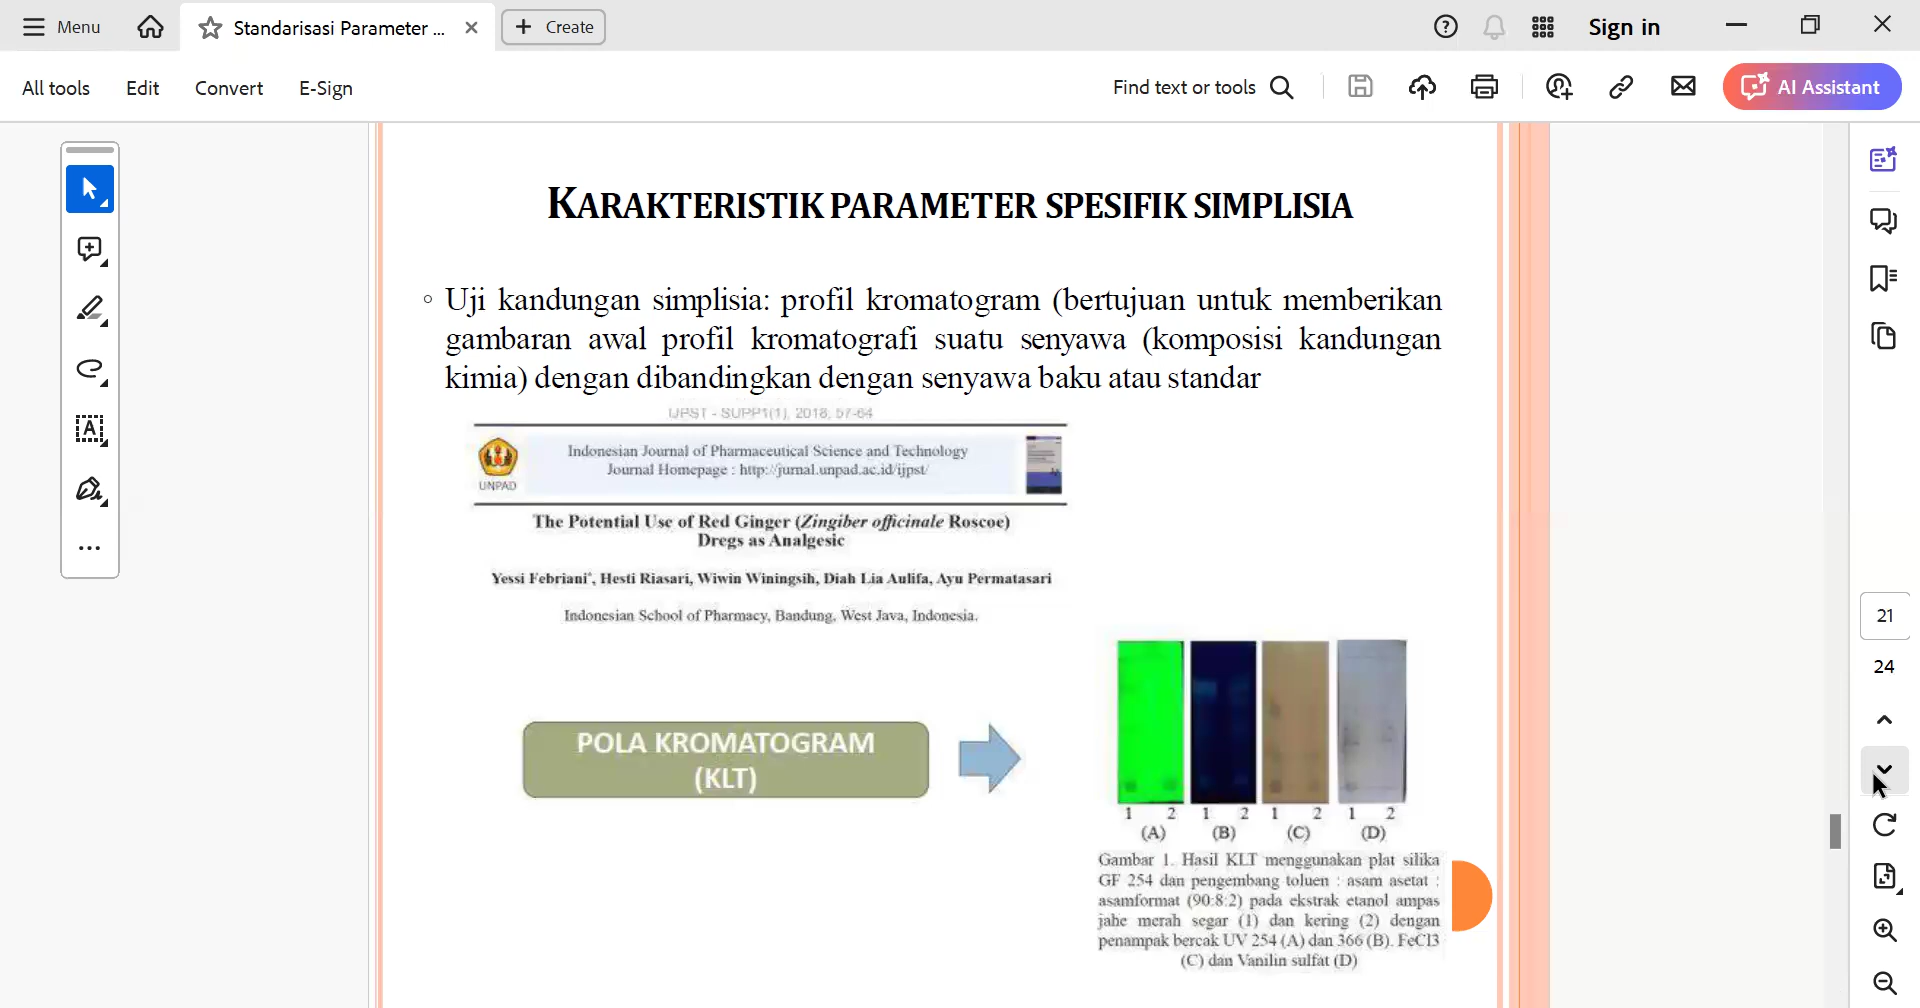 Menu
Standarisasi Parameter ...
Create
Sign in
All tools
Edit
Convert
E-Sign
Find text or tools
AI Assistant
KARAKTERISTIK PARAMETER SPESIFIK SIMPLISIA
Uji kandungan simplisia: profil kromatogram (bertujuan untuk memberikan
gambaran awal profil kromatografi suatu senyawa (komposisi kandungan
kimia) dengan dibandingkan dengan senyawa baku atau standar
IJPST - SUPP1(1), 2018; 57-64
Indonesian Journal of Pharmaceutical Science and Technology
Journal Homepage : http://jurnal.unpad.ac.id/ijpst/
UNPAD
The Potential Use of Red Ginger (Zingiber officinale Roscoe)
Dregs as Analgesic
Yessi Febriani*, Hesti Riasari, Wiwin Winingsih, Diah Lia Aulifa, Ayu Permatasari
Indonesian School of Pharmacy, Bandung, West Java, Indonesia.
POLA KROMATOGRAM
(KLT)
1 2 1 2 1 2 1 2
(A) (B) (C) (D)
Gambar 1. Hasil KLT menggunakan plat silika
GF 254 dan pengembang toluen : asam asetat :
asamformat (90:8:2) pada ekstrak etanol ampas
jahe merah segar (1) dan kering (2) dengan
penampak bercak UV 254 (A) dan 366 (B). FeCl3
(C) dan Vanilin sulfat (D)
21
24